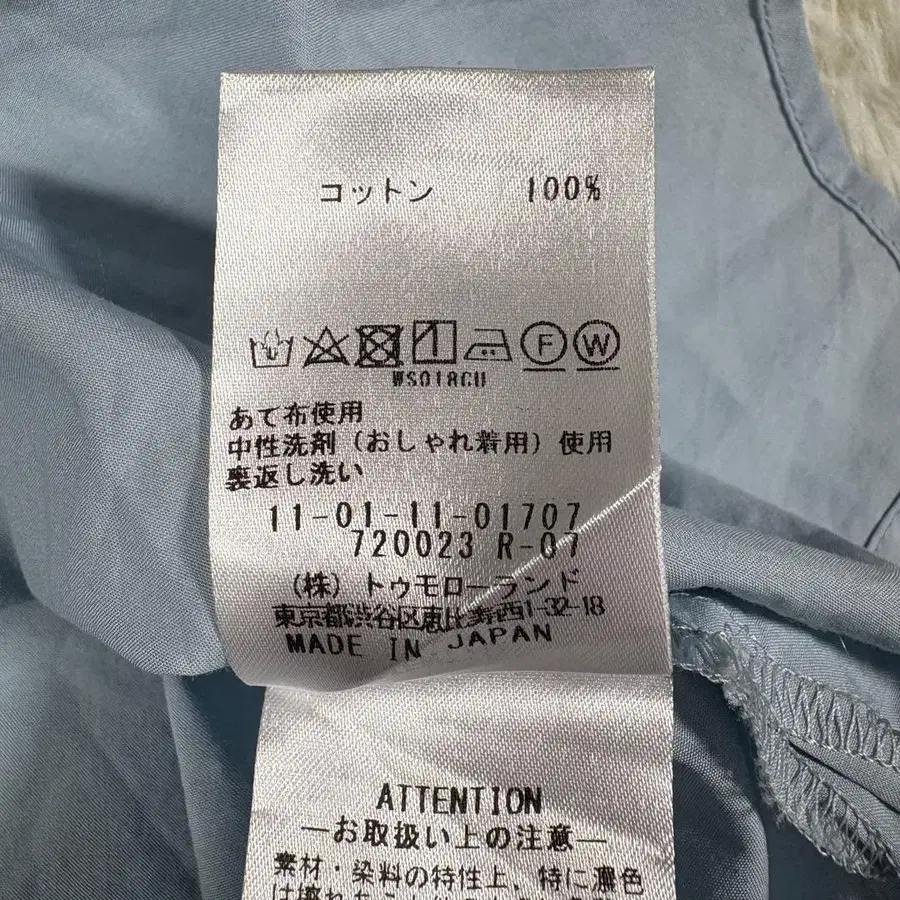 コットン 100%
F W
WS018CU
あて布使用
中性洗剤（おしゃれ着用）使用
裏返し洗い
11-01-11-01707
720023 R-07
（株）トゥモローランド
東京都渋谷区恵比寿西1-32-18
MADE IN JAPAN
ATTENTION
―お取扱い上の注意―
素材・染料の特性上、特に濃色